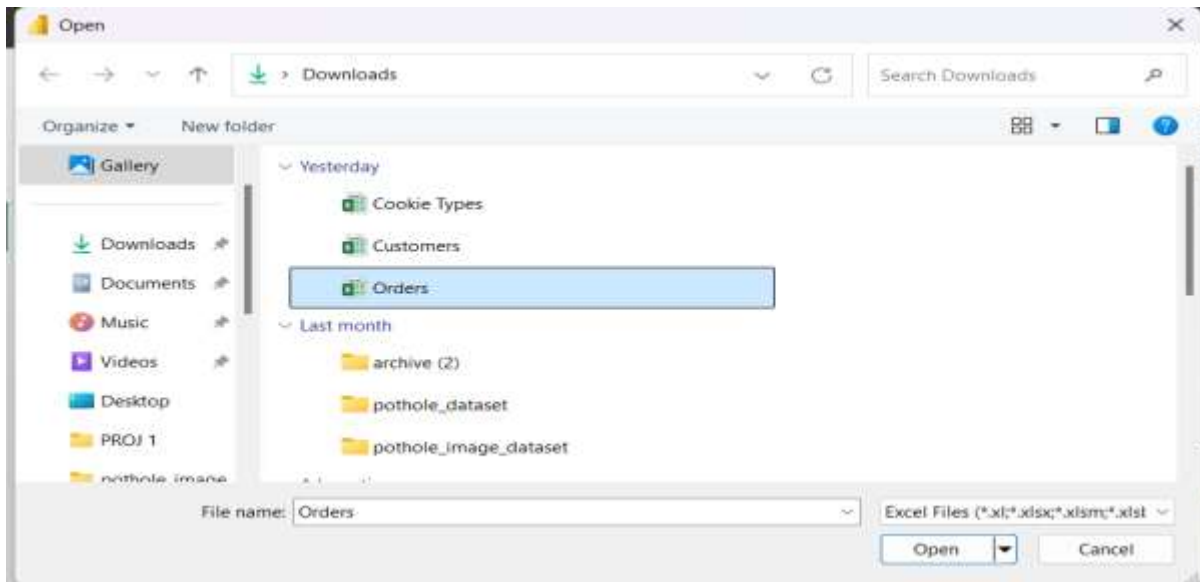 Open
Downloads
Search Downloads
Organize
New folder
Gallery
Downloads
Documents
Music
Videos
Desktop
PROJ 1
Yesterday
Cookie Types
Customers
Orders
Last month
archive (2)
pothole_dataset
pothole_image_dataset
File name: Orders
Excel Files (*.xl;*.xlsx;*.xlsm;*.xlsl
Open
Cancel